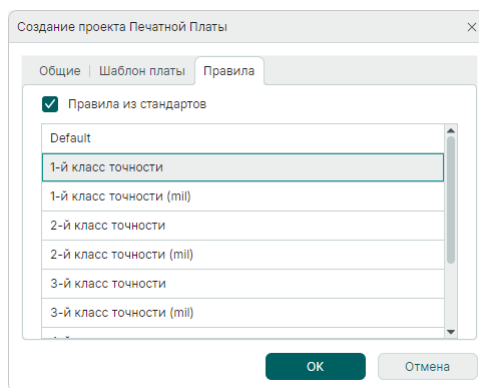 Создание проекта Печатной Платы
Общие | Шаблон платы Правила
Правила из стандартов
Default
1-й класс точности
1-й класс точности (mil)
2-й класс точности
2-й класс точности (mil)
3-й класс точности
3-й класс точности (mil)
OK Отмена